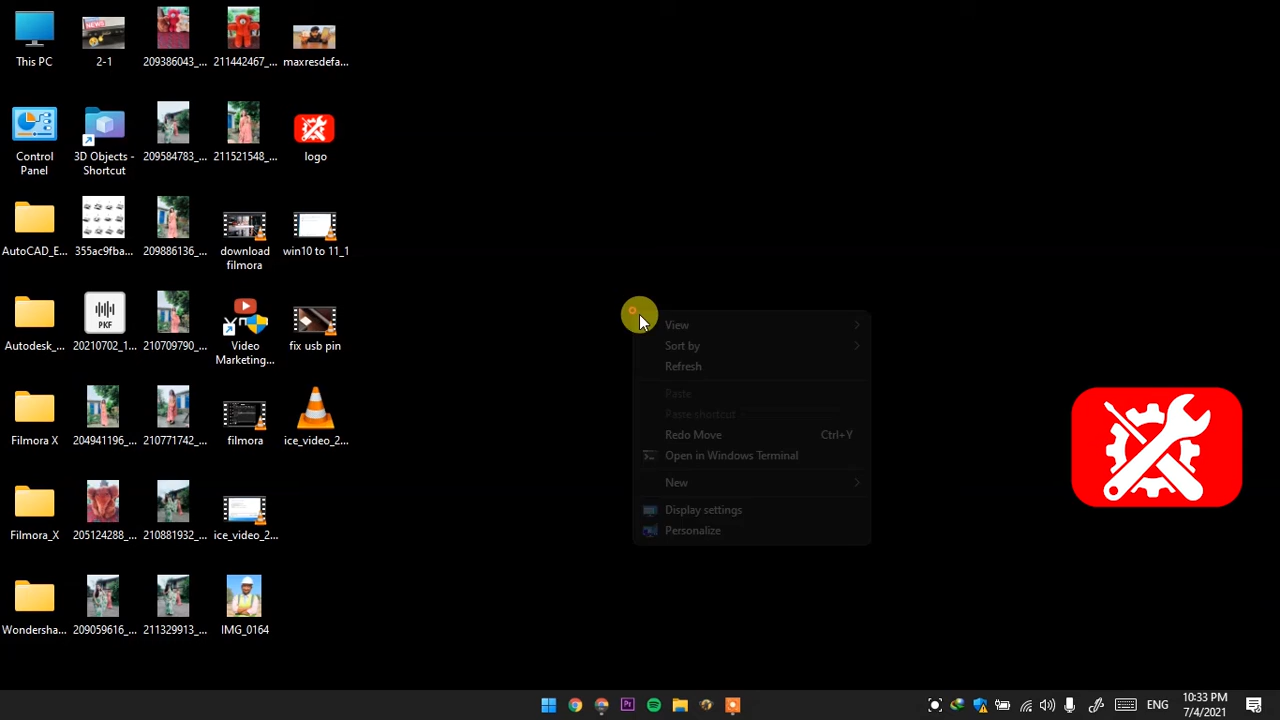 This PC
2-1
209386043_...
211442467_...
maxresdefa...
Control
Panel
3D Objects -
Shortcut
209584783_...
211521548_...
logo
AutoCAD_E...
355ac9fba...
209886136_...
download
filmora
win10 to 11_1
PKF
Autodesk_...
20210702_1...
210709790_...
Video
Marketing...
fix usb pin
Filmora X
204941196_...
210771742_...
filmora
ice_video_2...
Filmora_X
205124288_...
210881932_...
ice_video_2...
Wondersha...
209059616_...
211329913_...
IMG_0164
View
Sort by
Refresh
Paste
Paste shortcut
Redo Move Ctrl+Y
Open in Windows Terminal
New
Display settings
Personalize
Pr
ENG
10:33 PM
7/4/2021